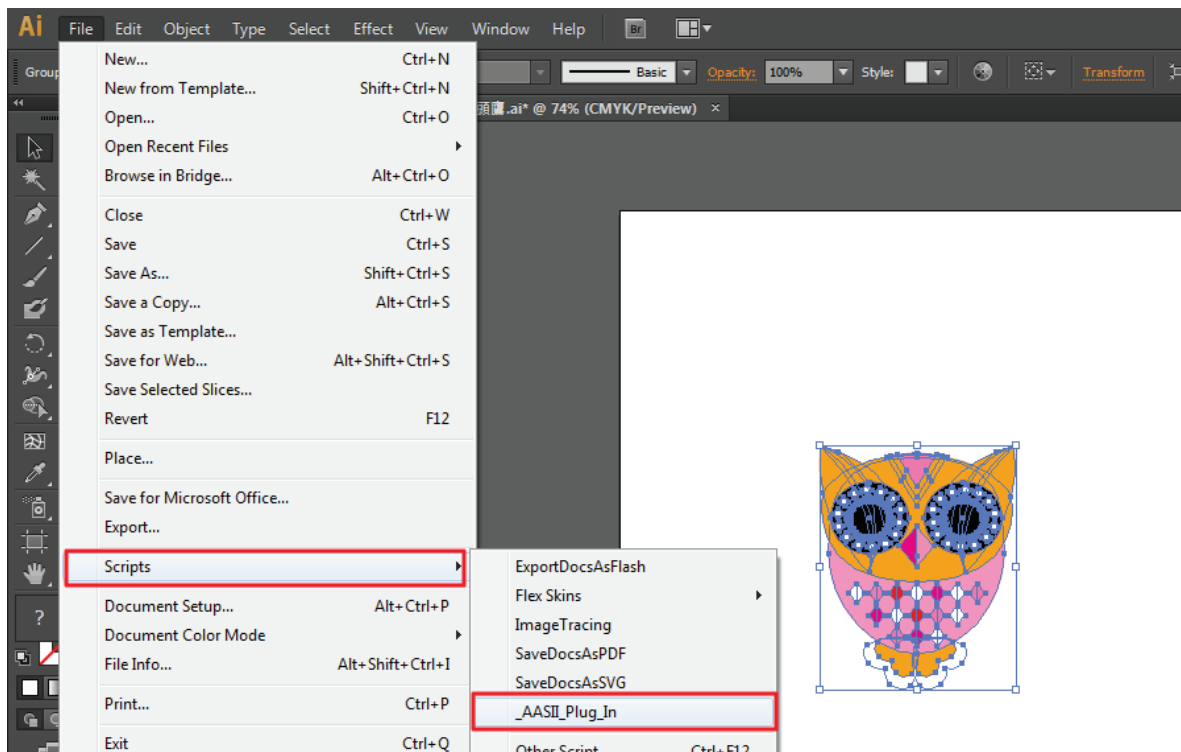 Ai File Edit Object Type Select Effect View Window Help Br
Group Basic Opacity: 100% Style: Transform
頭鷹.ai* @ 74% (CMYK/Preview) ×
New... Ctrl+N
New from Template... Shift+Ctrl+N
Open... Ctrl+O
Open Recent Files
Browse in Bridge... Alt+Ctrl+O
Close Ctrl+W
Save Ctrl+S
Save As... Shift+Ctrl+S
Save a Copy... Alt+Ctrl+S
Save as Template...
Save for Web... Alt+Shift+Ctrl+S
Save Selected Slices...
Revert F12
Place...
Save for Microsoft Office...
Export...
Scripts
Document Setup... Alt+Ctrl+P
Document Color Mode
File Info... Alt+Shift+Ctrl+I
Print... Ctrl+P
Exit Ctrl+Q
ExportDocsAsFlash
Flex Skins
ImageTracing
SaveDocsAsPDF
SaveDocsAsSVG
_AASII_Plug_In
Other Script... Ctrl+F12
?